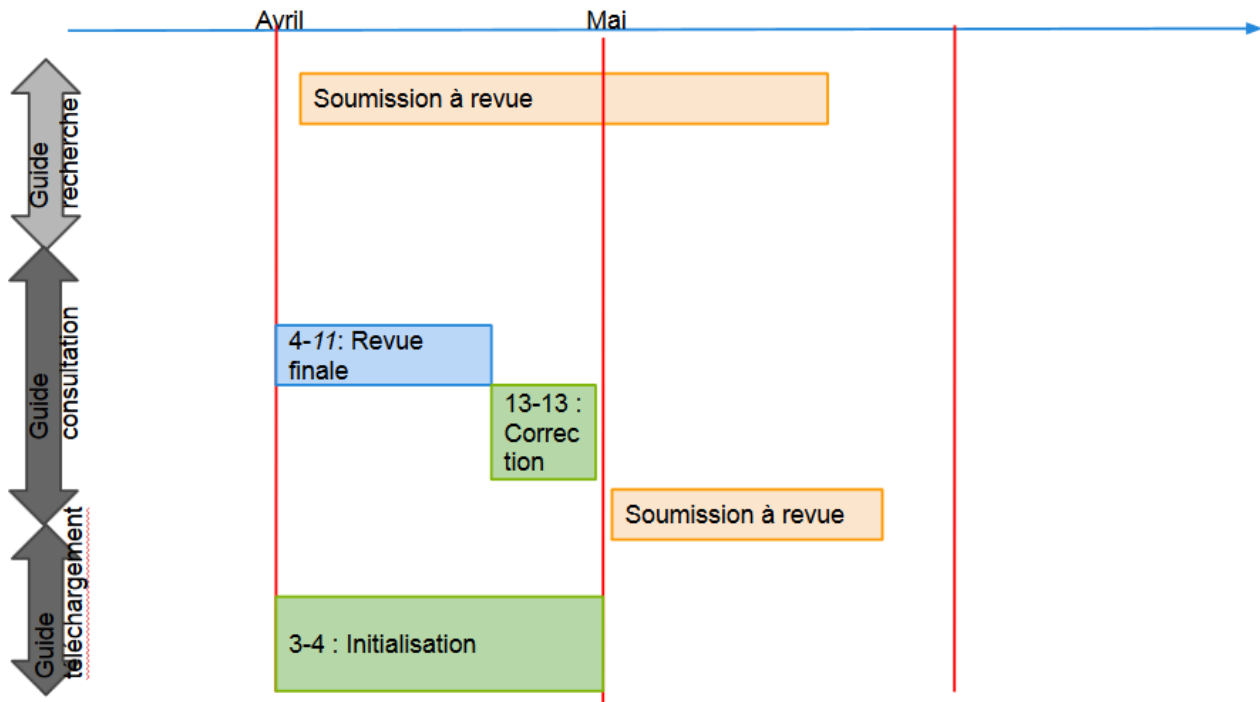 Avril
Mai
Guide
recherche
Soumission à revue
Guide
consultation
4-11: Revue
finale
13-13 :
Correc
tion
Soumission à revue
Guide
téléchargement
3-4 : Initialisation